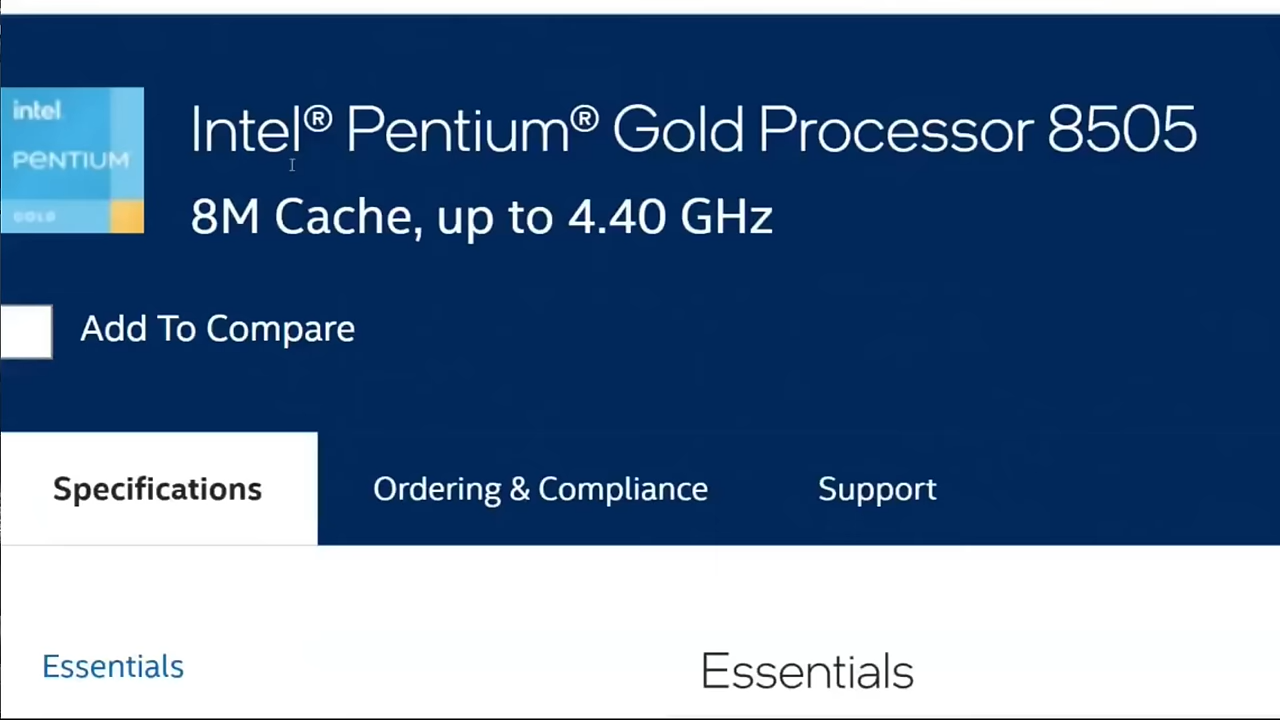 intel
PENTIUM
GOLD
Intel® Pentium® Gold Processor 8505
8M Cache, up to 4.40 GHz
Add To Compare
Specifications
Ordering & Compliance
Support
Essentials
Essentials